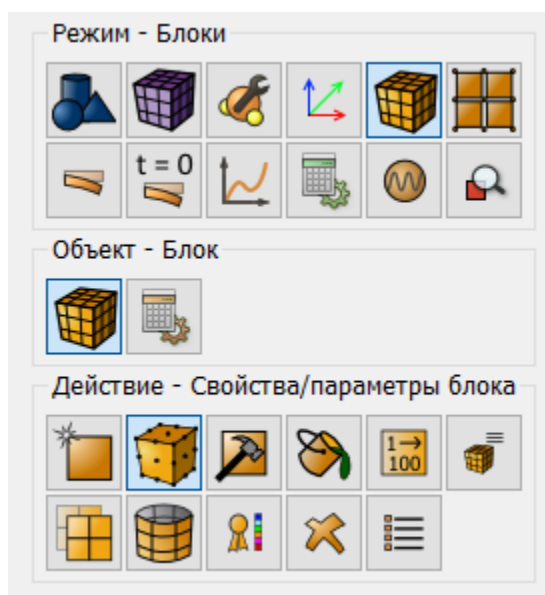 Режим - Блоки
t = 0
Объект - Блок
Действие - Свойства/параметры блока
1→
100